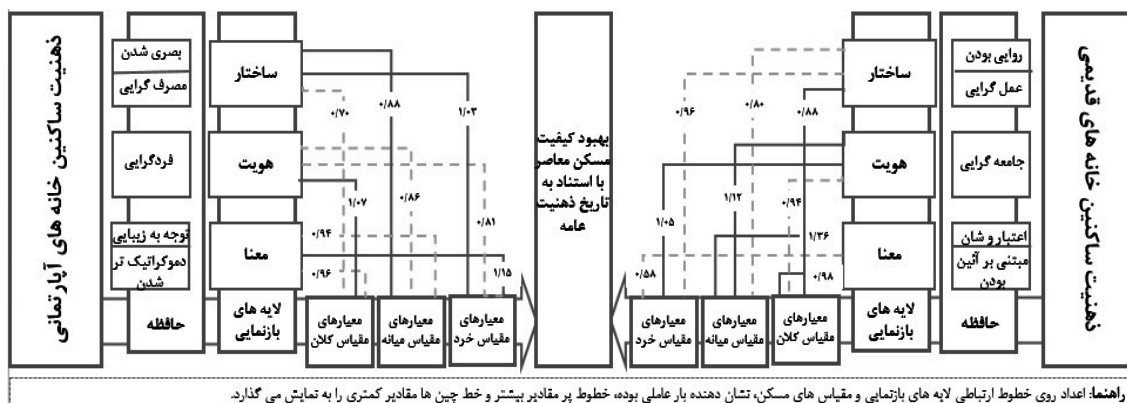 ذهنیت ساکنین خانه های قدیمی
روایی بودن
عمل گرایی
جامعه گرایی
اعتبار و شان
مبتنی بر آئین
بودن
حافظه
ساختار
هویت
معنا
لایه های
بازنمایی
۰/۹۶
۰/۸۰
۰/۸۸
۱/۰۵
۱/۱۲
۰/۹۴
۰/۵۸
۱/۳۶
۰/۹۸
معیارهای
مقیاس کلان
معیارهای
مقیاس میانه
معیارهای
مقیاس خرد
بهبود کیفیت
مسکن معاصر
با استناد به
تاریخ ذهنیت
عامه
معیارهای
مقیاس خرد
معیارهای
مقیاس میانه
معیارهای
مقیاس کلان
۰/۷۰
۰/۸۸
۱/۰۳
۱/۰۷
۰/۸۶
۰/۸۱
۰/۹۴
۰/۹۶
۱/۱۵
ساختار
هویت
معنا
لایه های
بازنمایی
بصری شدن
مصرف گرایی
فردگرایی
توجه به زیبایی
دموکراتیک تر
شدن
حافظه
ذهنیت ساکنین خانه های آپارتمانی
راهنما: اعداد روی خطوط ارتباطی لایه های بازنمایی و مقیاس های مسکن، نشان دهنده بار عاملی بوده، خطوط پر مقادیر بیشتر و خط چین ها مقادیر کمتری را به نمایش می گذارد.